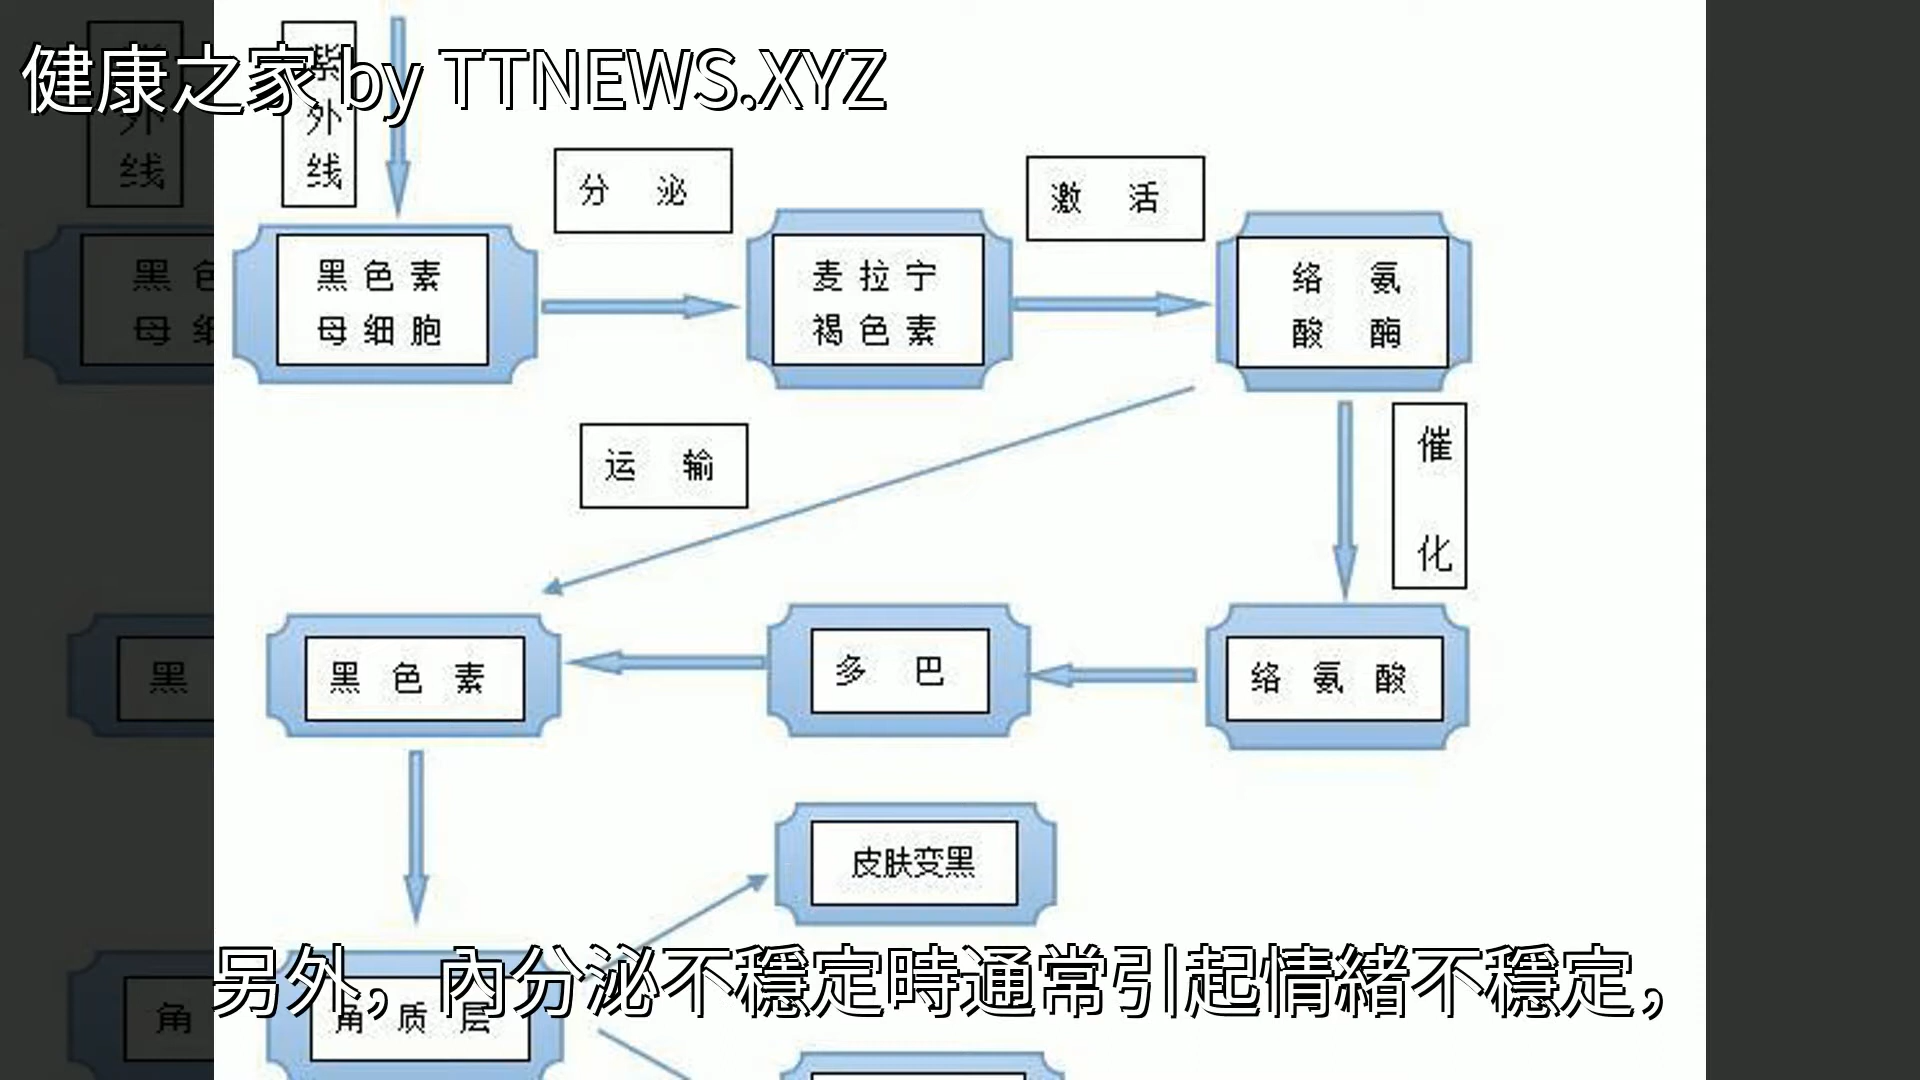 健康之家 by TTNEWS.XYZ
紫
外
线
分 泌
激 活
黑 色 素
母 细 胞
麦 拉 宁
褐 色 素
络 氨
酸 酶
运 输
催
化
黑 色 素
多 巴
络 氨 酸
皮肤变黑
角 质 层
另外，內分泌不穩定時通常引起情緒不穩定，